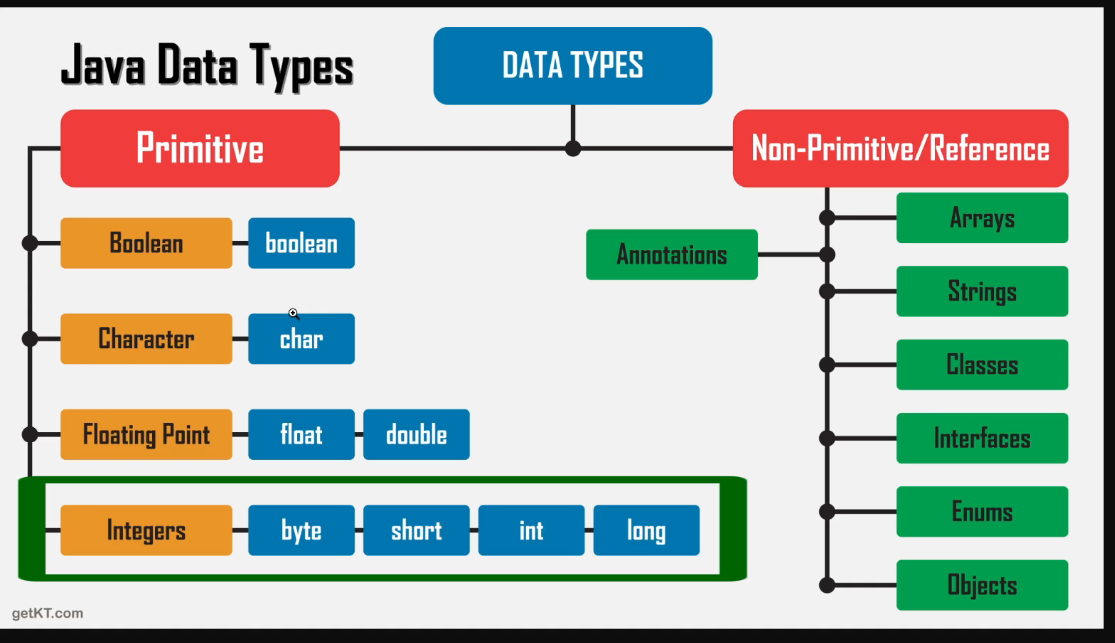 Java Data Types
DATA TYPES
Primitive
Non-Primitive/Reference
Boolean boolean
Character char
Floating Point float double
Integers byte short int long
Annotations
Arrays
Strings
Classes
Interfaces
Enums
Objects
getKT.com